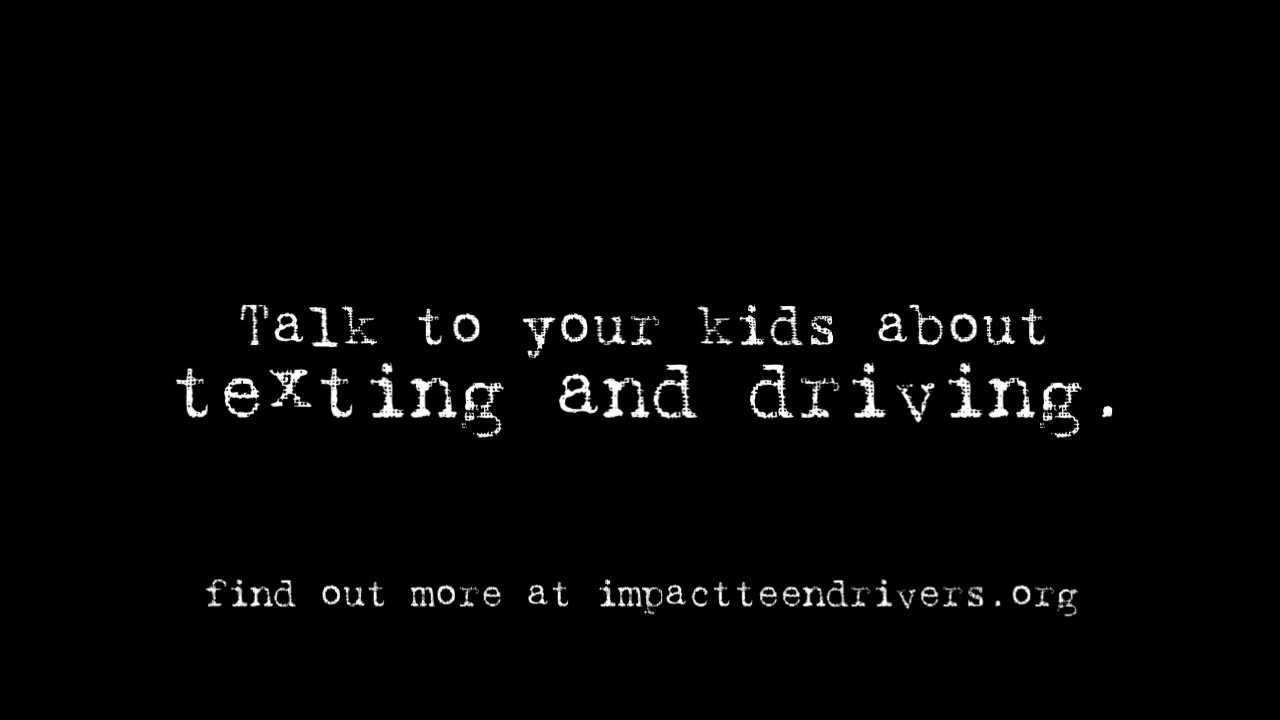 Talk to your kids about
texting and driving.
find out more at impactteendrivers.org